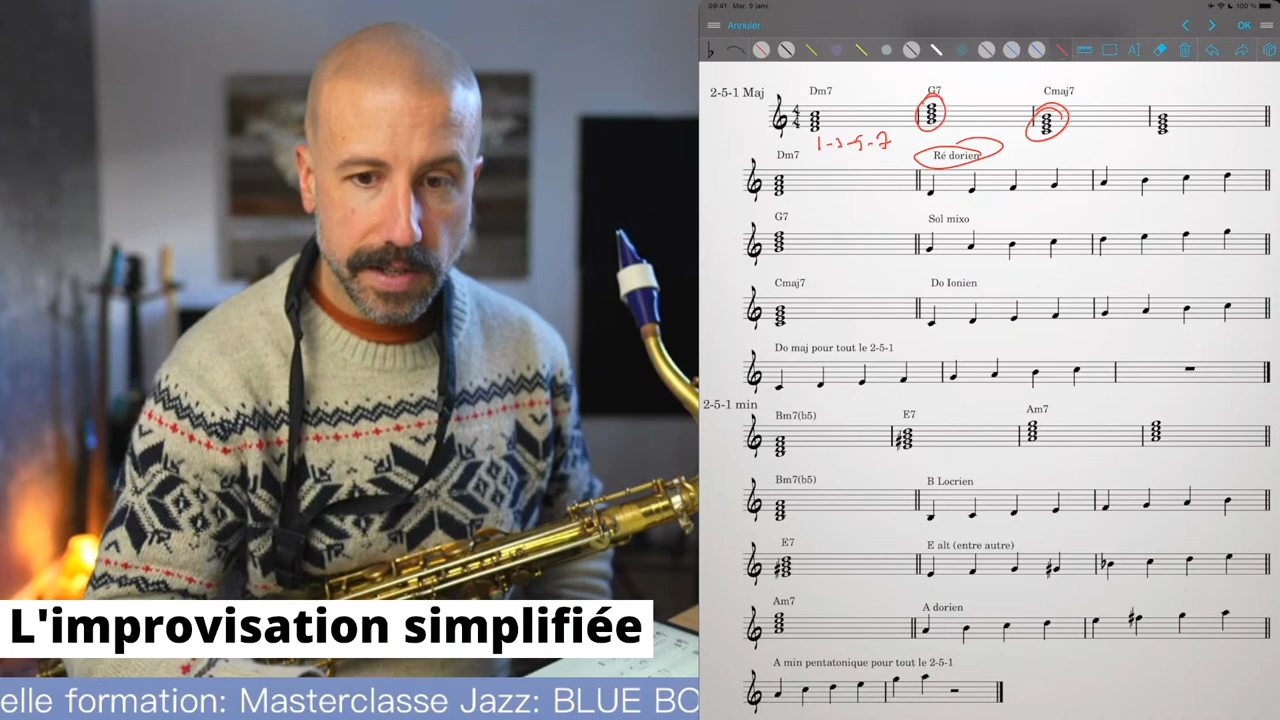 09:41 Mar. 9 janv.
100 %
Annuler
OK
2-5-1 Maj
Dm7
G7
Cmaj7
1-3-5-7
Dm7
Ré dorien
G7
Sol mixo
Cmaj7
Do Ionien
Do maj pour tout le 2-5-1
2-5-1 min
Bm7(b5)
E7
Am7
Bm7(b5)
B Locrien
E7
E alt (entre autre)
Am7
A dorien
A min pentatonique pour tout le 2-5-1
L'improvisation simplifiée
elle formation: Masterclasse Jazz: BLUE BO